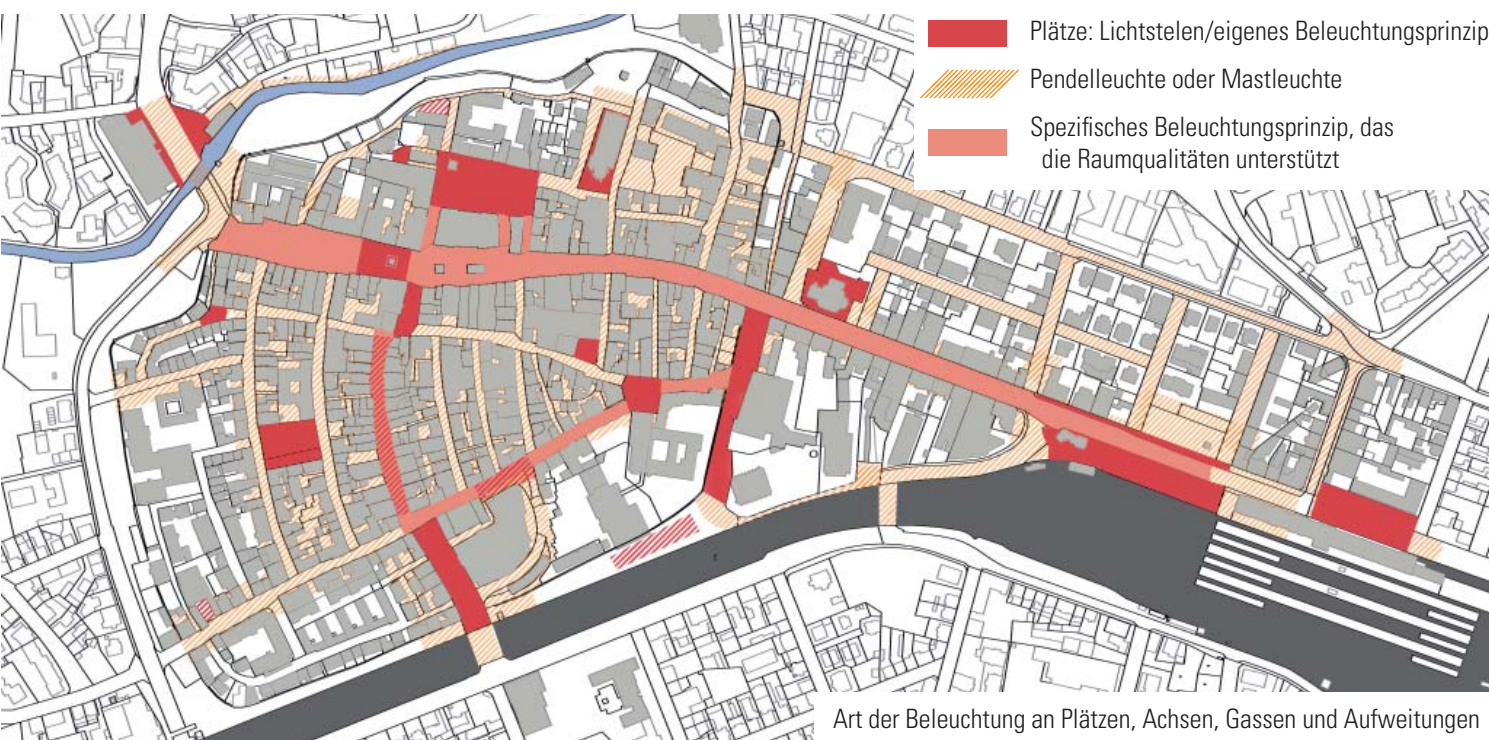 Plätze: Lichtstelen/eigenes Beleuchtungsprinzip
Pendelleuchte oder Mastleuchte
Spezifisches Beleuchtungsprinzip, das
die Raumqualitäten unterstützt
Art der Beleuchtung an Plätzen, Achsen, Gassen und Aufweitungen